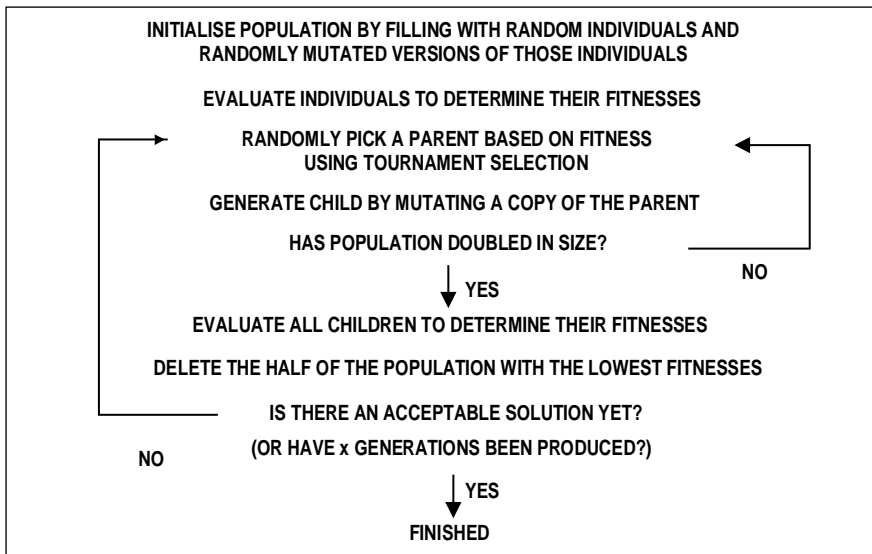 INITIALISE POPULATION BY FILLING WITH RANDOM INDIVIDUALS AND
RANDOMLY MUTATED VERSIONS OF THOSE INDIVIDUALS
EVALUATE INDIVIDUALS TO DETERMINE THEIR FITNESSES
RANDOMLY PICK A PARENT BASED ON FITNESS
USING TOURNAMENT SELECTION
GENERATE CHILD BY MUTATING A COPY OF THE PARENT
HAS POPULATION DOUBLED IN SIZE?
NO
YES
EVALUATE ALL CHILDREN TO DETERMINE THEIR FITNESSES
DELETE THE HALF OF THE POPULATION WITH THE LOWEST FITNESSES
IS THERE AN ACCEPTABLE SOLUTION YET?
(OR HAVE x GENERATIONS BEEN PRODUCED?)
NO
YES
FINISHED